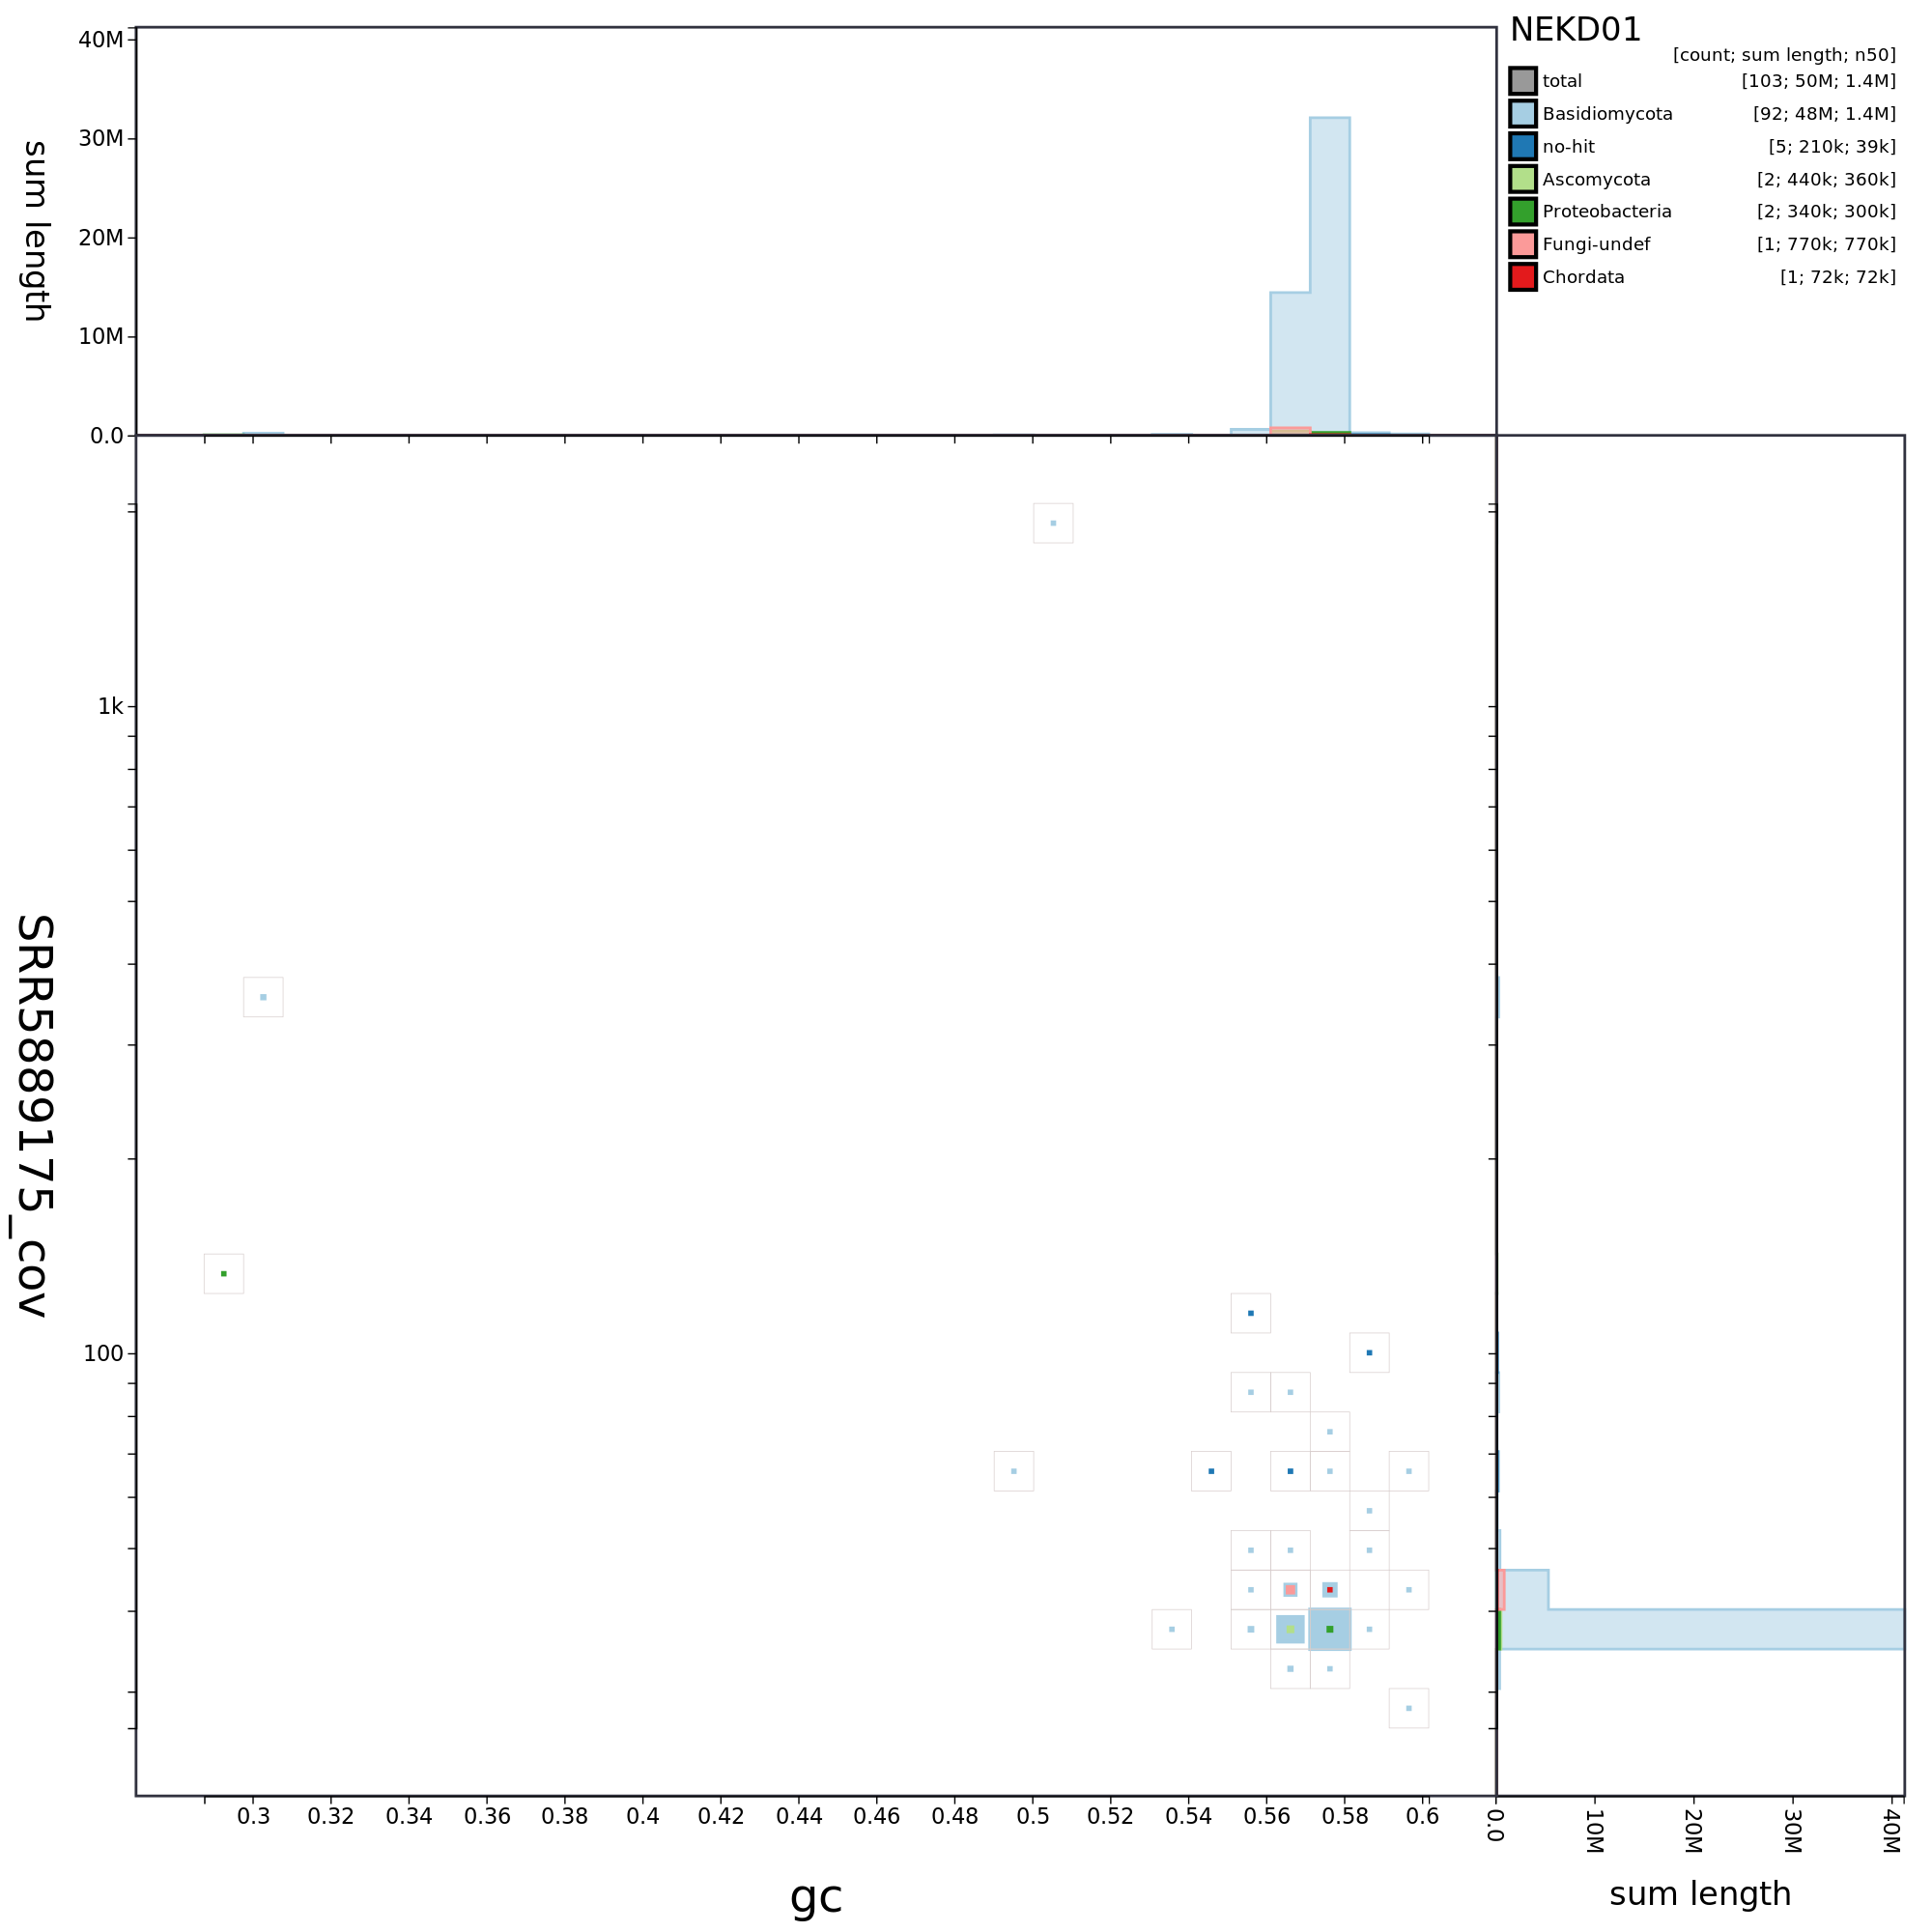 NEKD01
[count; sum length; n50]
total [103; 50M; 1.4M]
Basidiomycota [92; 48M; 1.4M]
no-hit [5; 210k; 39k]
Ascomycota [2; 440k; 360k]
Proteobacteria [2; 340k; 300k]
Fungi-undef [1; 770k; 770k]
Chordata [1; 72k; 72k]
40M
30M
20M
10M
0.0
sum length
1k
100
SRR5889175_cov
0.3 0.32 0.34 0.36 0.38 0.4 0.42 0.44 0.46 0.48 0.5 0.52 0.54 0.56 0.58 0.6
gc
0.0 10M 20M 30M 40M
sum length